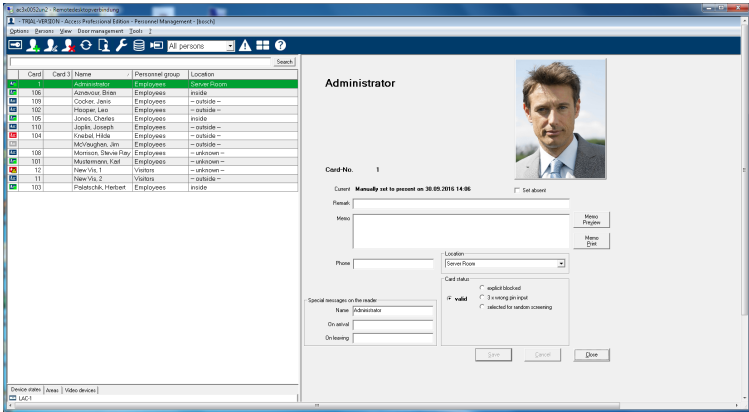 ac3x0052un2 - Remotedesktopverbindung
- TRIAL-VERSION - Access Professional Edition - Personnel Management - [bosch]
Options Persons View Door management Tools ?
All persons
Search
Card Card 3 Name Personnel group Location
1 Administrator Employees Server Room
106 Aznavour, Brian Employees inside
109 Cocker, Janis Employees -- outside --
102 Hooper, Leo Employees -- outside --
105 Jones, Charles Employees inside
110 Joplin, Joseph Employees -- outside --
104 Knebel, Hilde Employees -- outside --
McVaughan, Jim Employees -- outside --
108 Morrison, Stevie Ray Employees -- unknown --
101 Mustermann, Karl Employees -- unknown --
12 New Vis, 1 Visitors -- unknown --
11 New Vis, 2 Visitors -- outside --
103 Pelatschik, Herbert Employees inside
Device states Areas Video devices
LAC-1
Administrator
Card-No. 1
Current Manually set to present on 30.09.2016 14:06
Set absent
Remark
Memo
Memo Preview
Memo Print
Phone
Location
Server Room
Card status
valid
explicit blocked
3 x wrong pin input
selected for random screening
Special messages on the reader
Name Administrator
On arrival
On leaving
Save Cancel Close